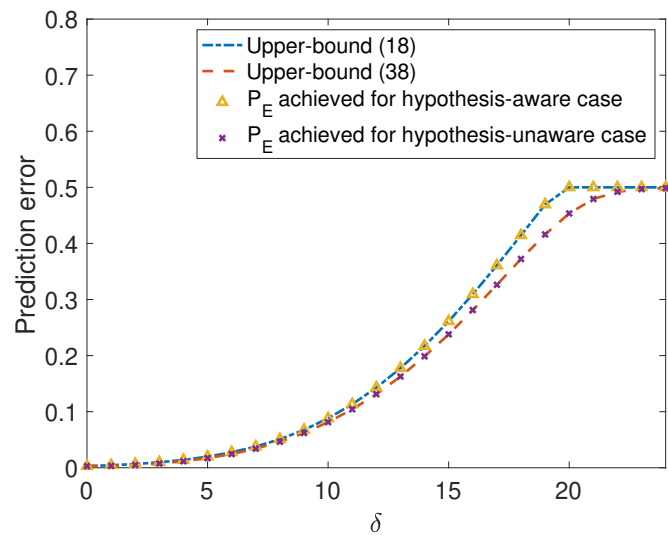 0.8
0.7
0.6
0.5
0.4
0.3
0.2
0.1
0
Prediction error
Upper-bound (18)
Upper-bound (38)
P_E achieved for hypothesis-aware case
P_E achieved for hypothesis-unaware case
0 5 10 15 20
δ